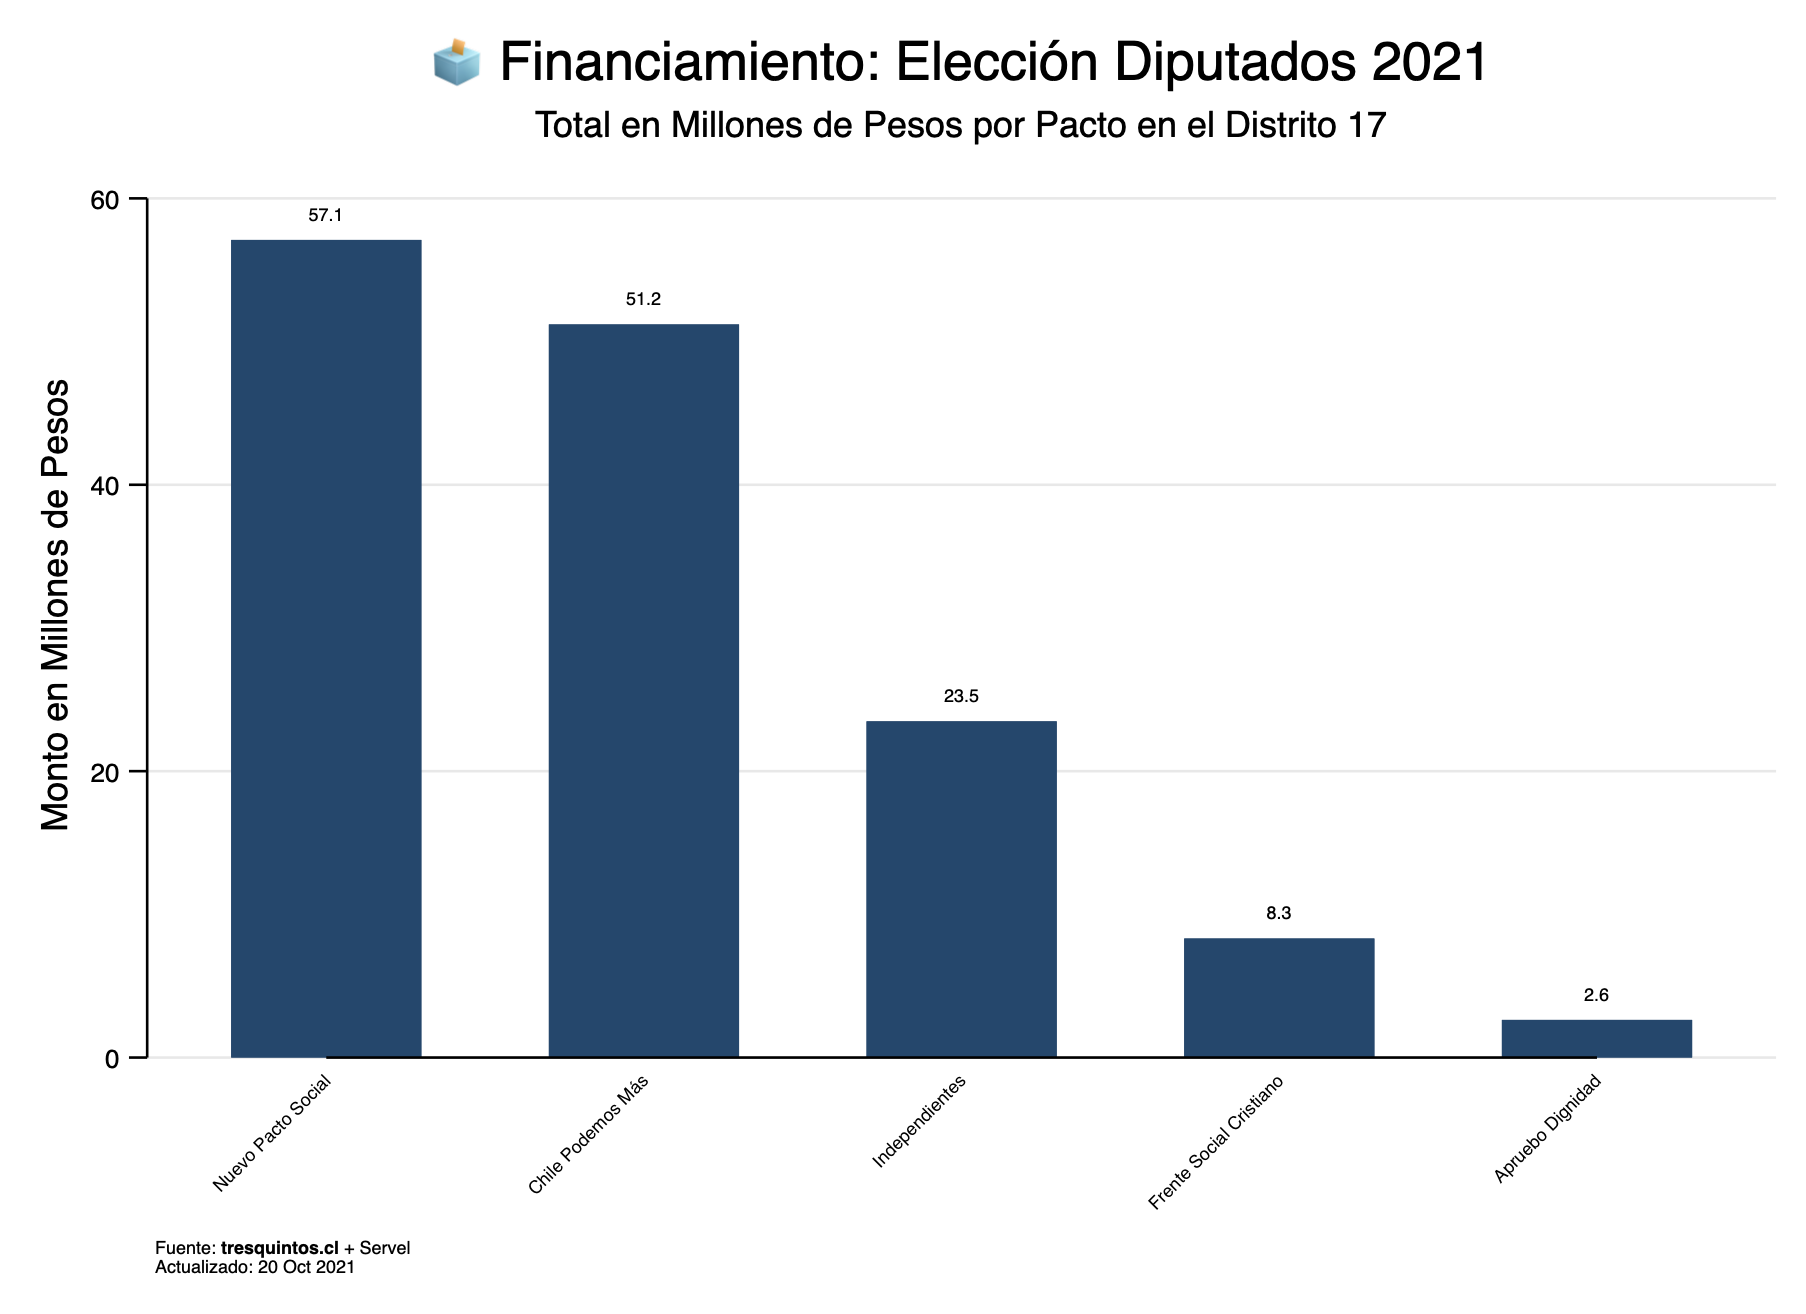 Financiamiento: Elección Diputados 2021
Total en Millones de Pesos por Pacto en el Distrito 17
Monto en Millones de Pesos
60
40
20
0
57.1
51.2
23.5
8.3
2.6
Nuevo Pacto Social
Chile Podemos Más
Independientes
Frente Social Cristiano
Apruebo Dignidad
Fuente: tresquintos.cl + Servel
Actualizado: 20 Oct 2021